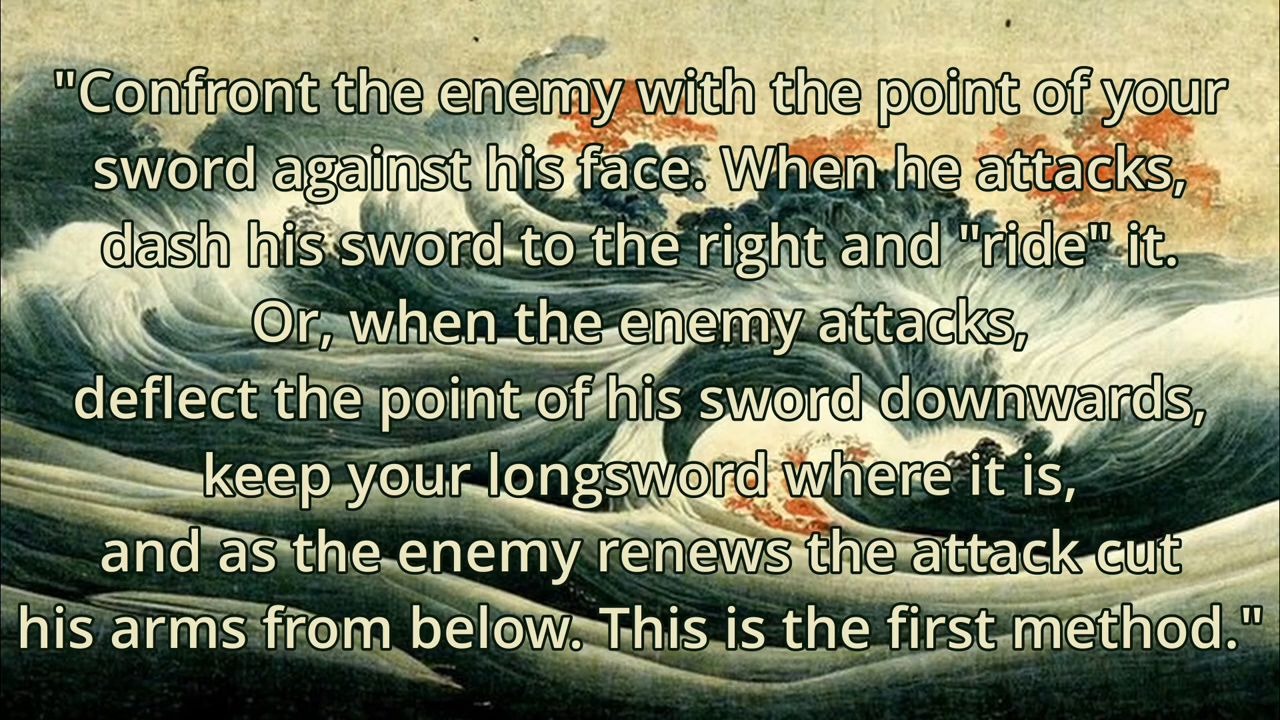 "Confront the enemy with the point of your
sword against his face. When he attacks,
dash his sword to the right and "ride" it.
Or, when the enemy attacks,
deflect the point of his sword downwards,
keep your longsword where it is,
and as the enemy renews the attack cut
his arms from below. This is the first method."